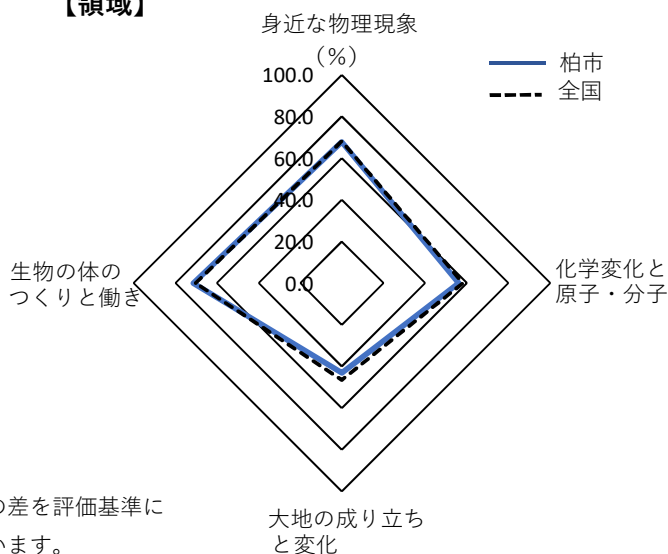 【領域】
身近な物理現象
（%）
柏市
全国
100.0
80.0
60.0
40.0
20.0
0.0
生物の体の
つくりと働き
化学変化と
原子・分子
の差を評価基準に
大地の成り立ち
います。
と変化